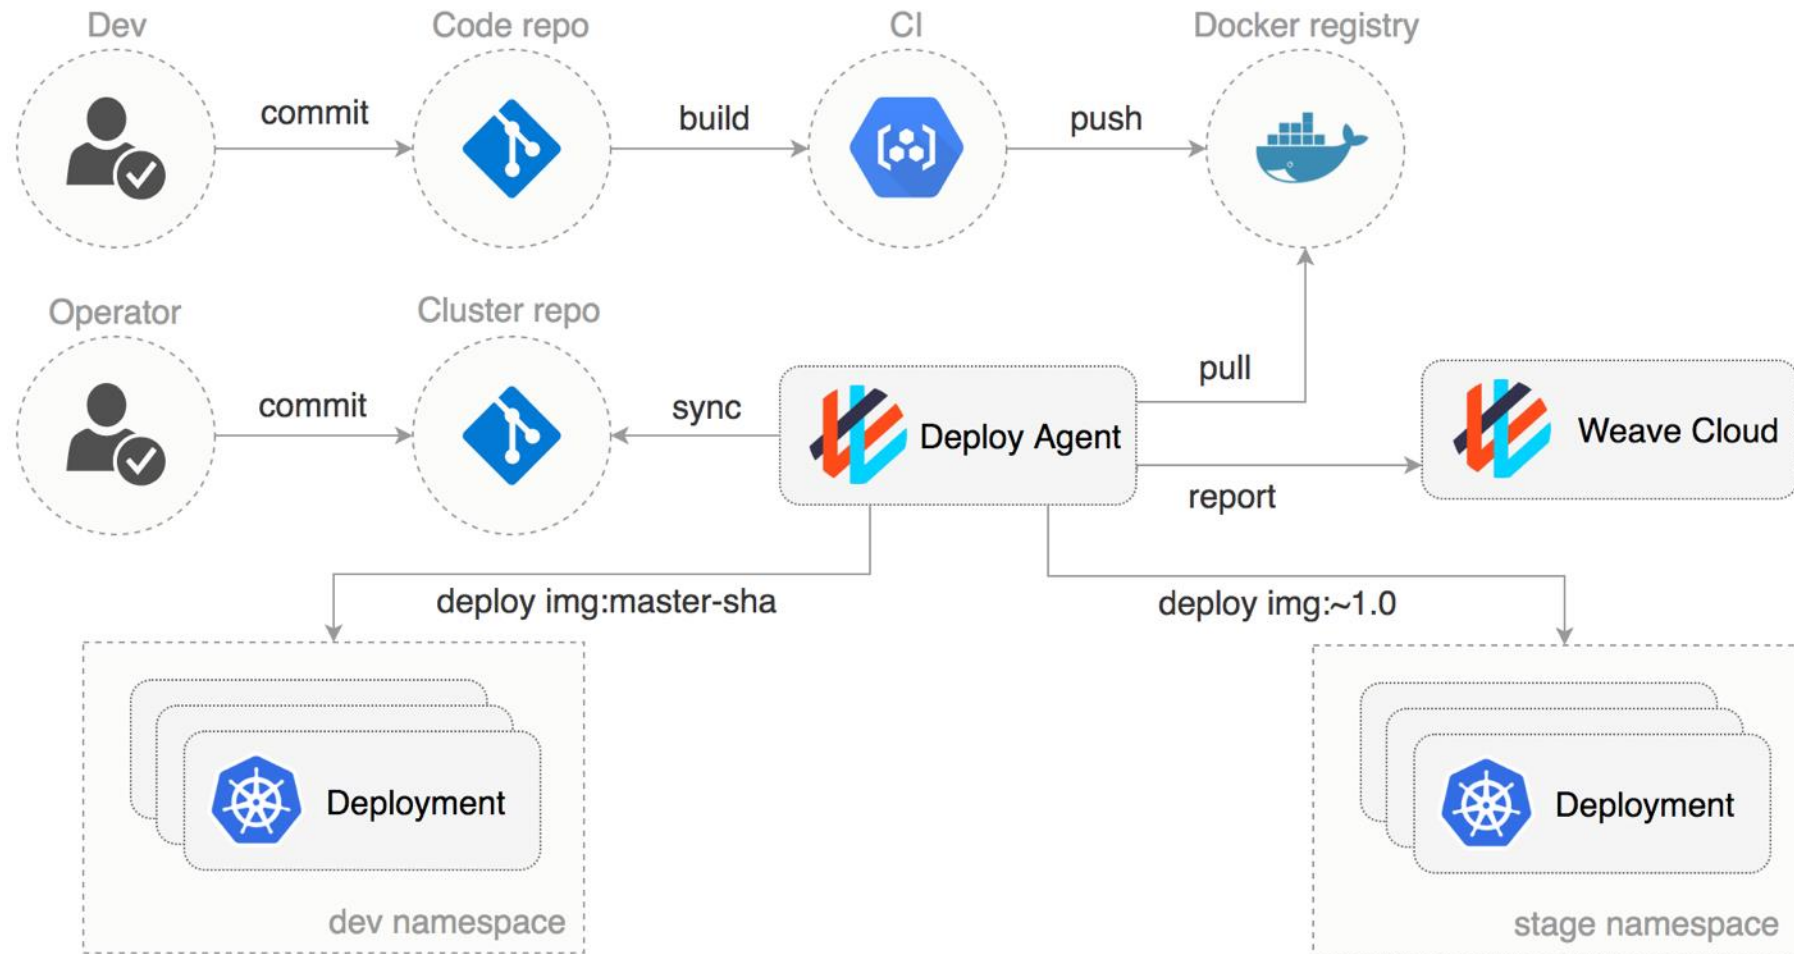 Dev
Code repo
CI
Docker registry
commit
build
push
Operator
Cluster repo
commit
sync
Deploy Agent
pull
report
Weave Cloud
deploy img:master-sha
deploy img:~1.0
Deployment
dev namespace
Deployment
stage namespace